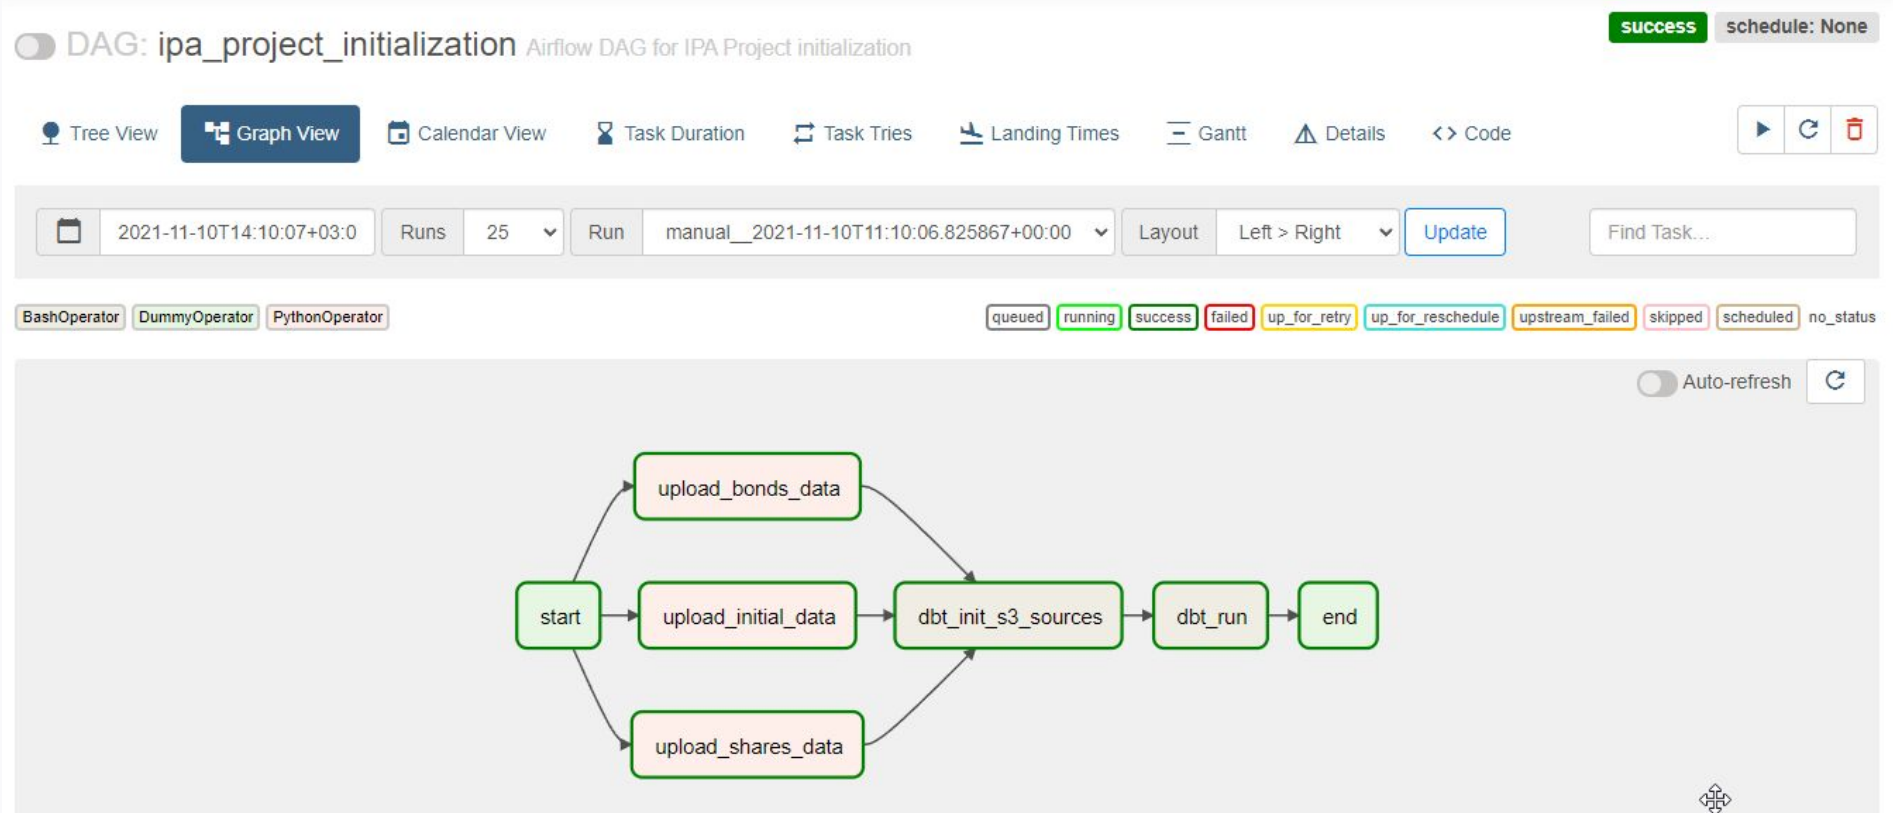 DAG: ipa_project_initialization Airflow DAG for IPA Project initialization
success schedule: None
Tree View Graph View Calendar View Task Duration Task Tries Landing Times Gantt Details <> Code
2021-11-10T14:10:07+03:0 Runs 25 Run manual__2021-11-10T11:10:06.825867+00:00 Layout Left > Right Update Find Task...
BashOperator DummyOperator PythonOperator queued running success failed up_for_retry up_for_reschedule upstream_failed skipped scheduled no_status
Auto-refresh
upload_bonds_data
start upload_initial_data dbt_init_s3_sources dbt_run end
upload_shares_data